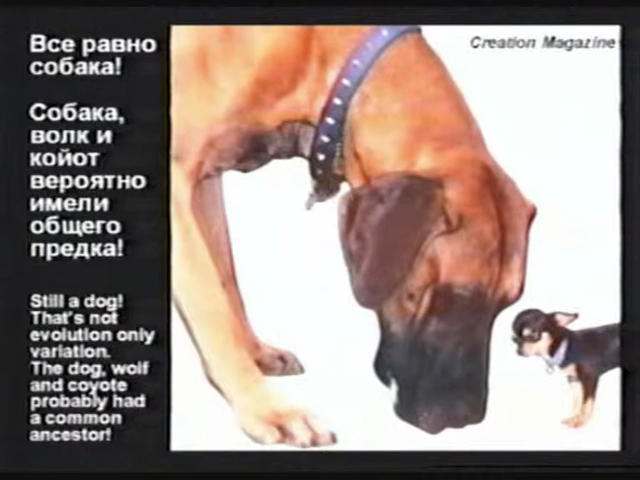 Все равно
собака!
Собака,
волк и
койот
вероятно
имели
общего
предка!
Still a dog!
That's not
evolution only
variation.
The dog, wolf
and coyote
probably had
a common
ancestor!
Creation Magazine